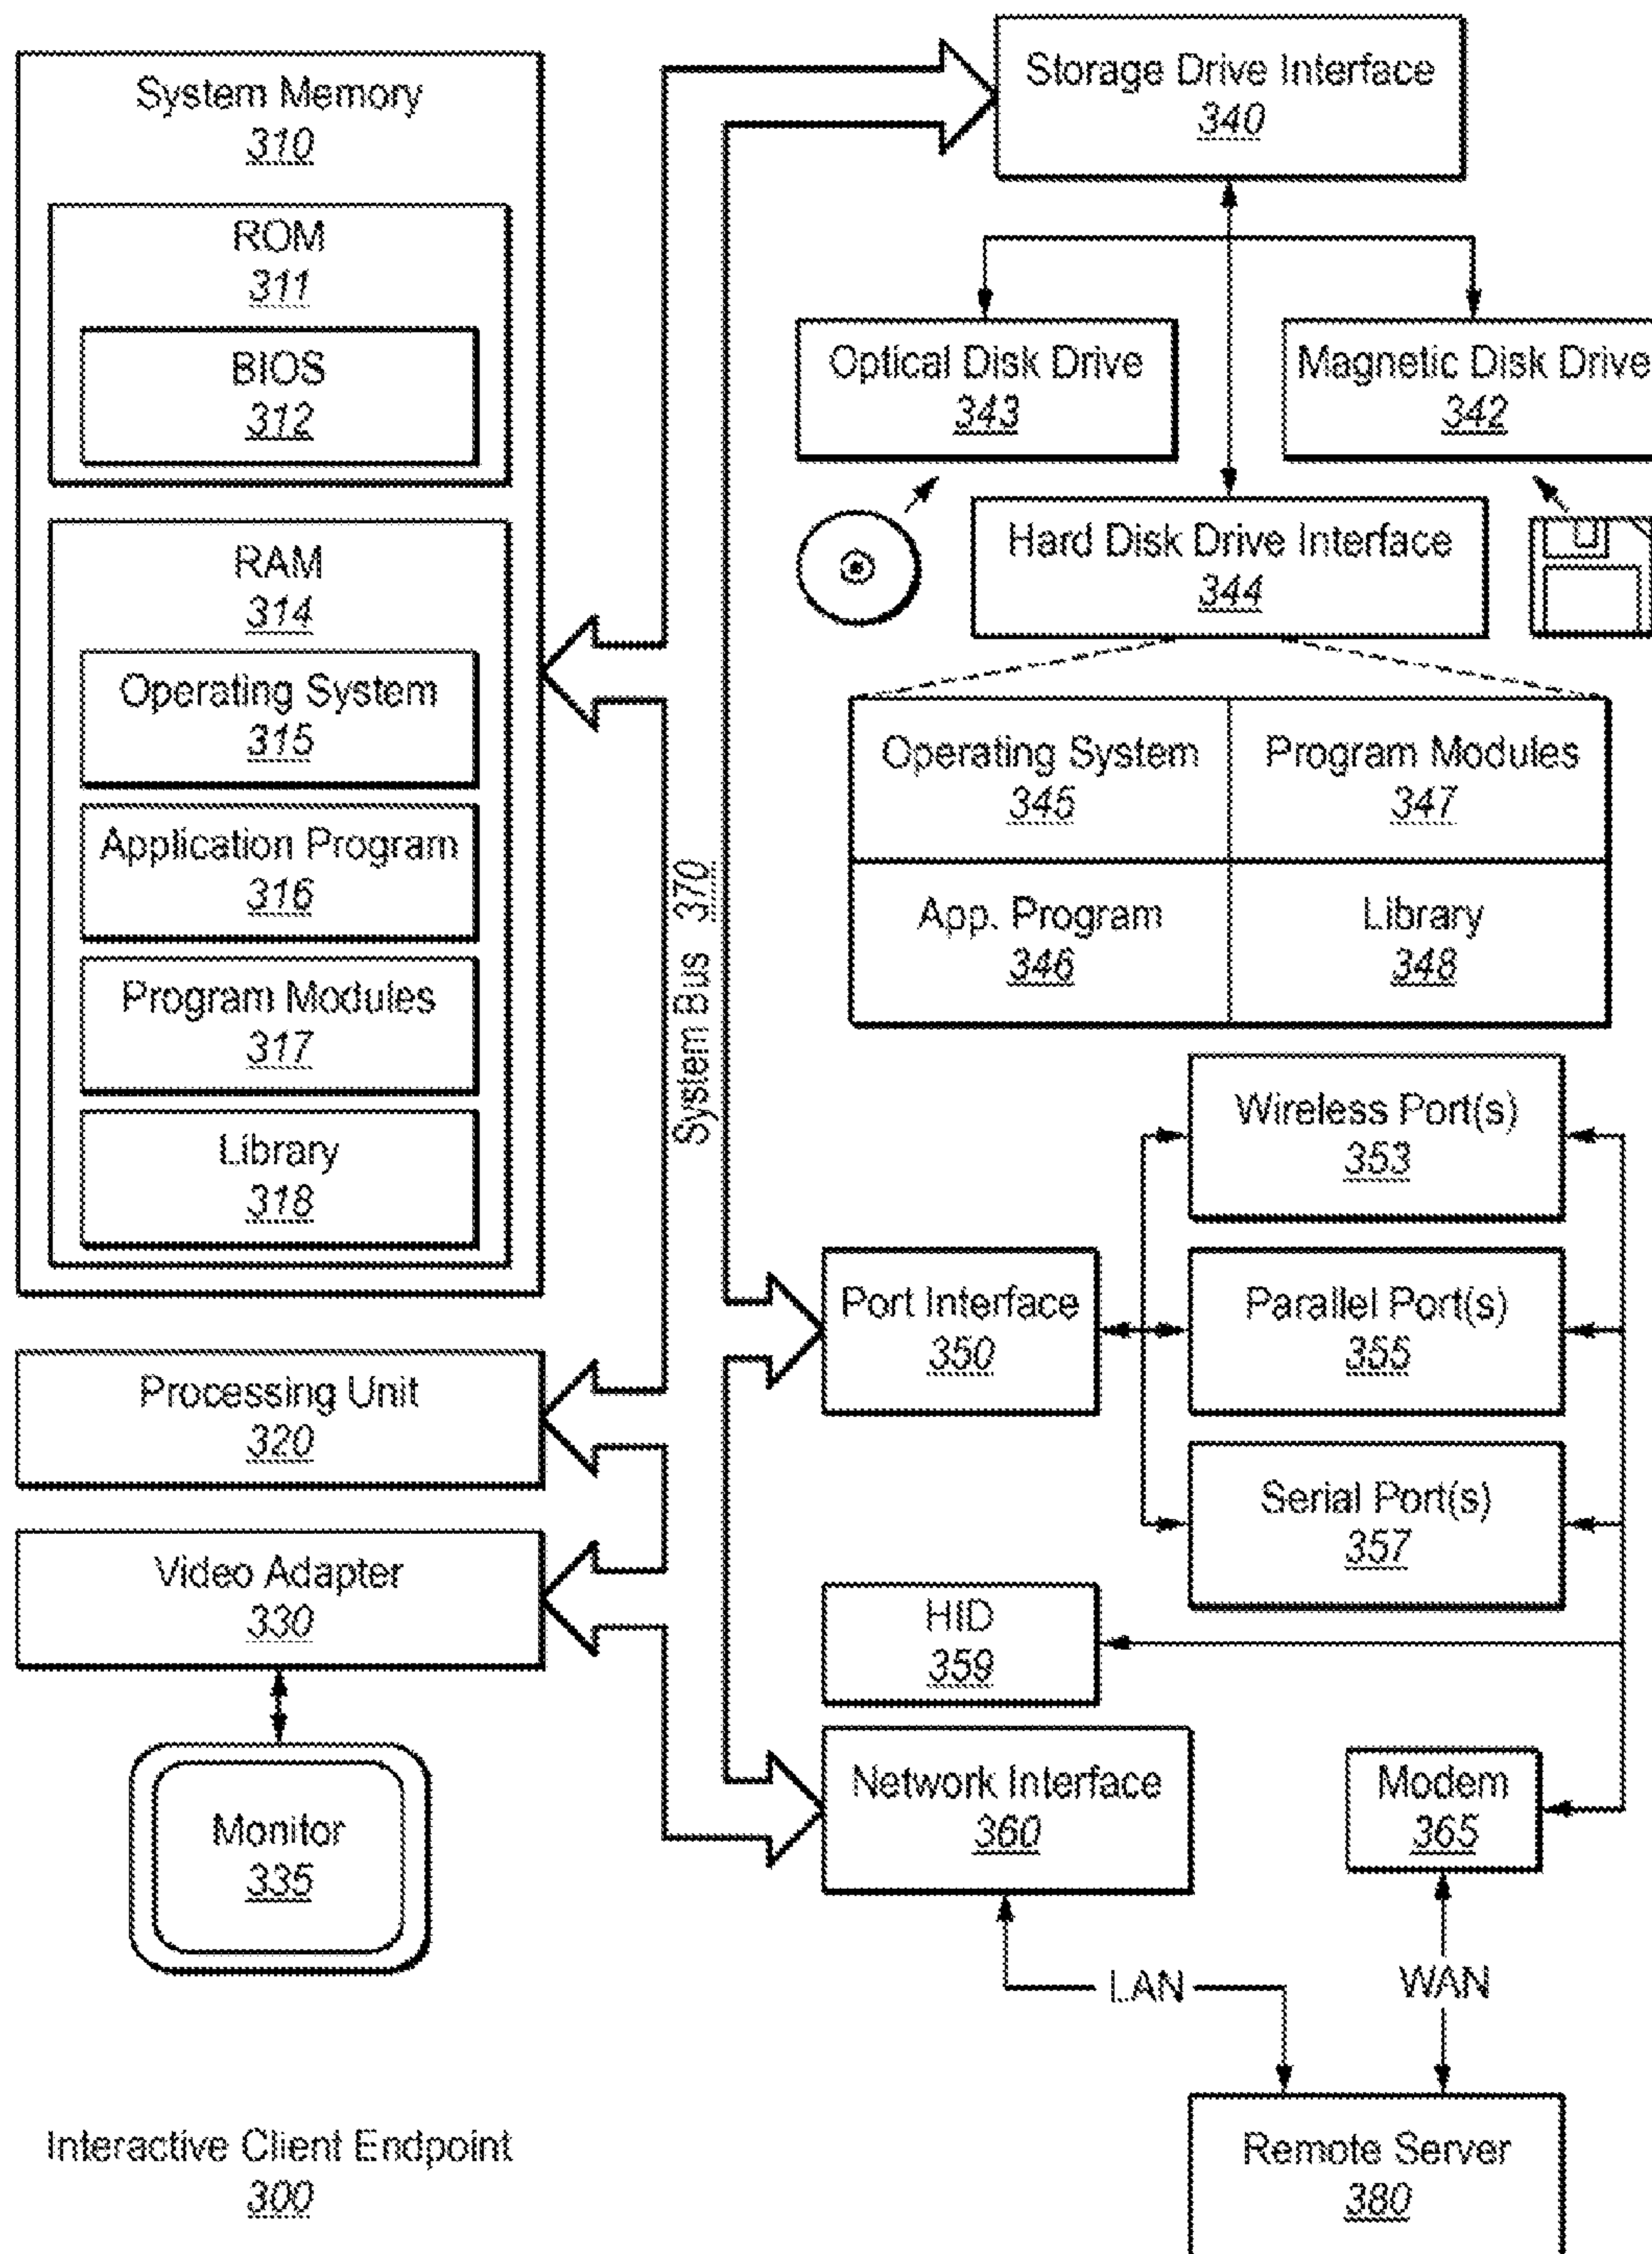 System Memory
310
ROM
311
BIOS
312
RAM
314
Operating System
315
Application Program
316
Program Modules
317
Library
318
Processing Unit
320
Video Adapter
330
Monitor
335
Interactive Client Endpoint
300
System Bus 370
Storage Drive Interface
340
Optical Disk Drive
343
Magnetic Disk Drive
342
Hard Disk Drive Interface
344
Operating System
345
Program Modules
347
App. Program
346
Library
348
Wireless Port(s)
353
Port Interface
350
Parallel Port(s)
355
Serial Port(s)
357
HID
359
Network Interface
360
Modem
365
LAN
WAN
Remote Server
380